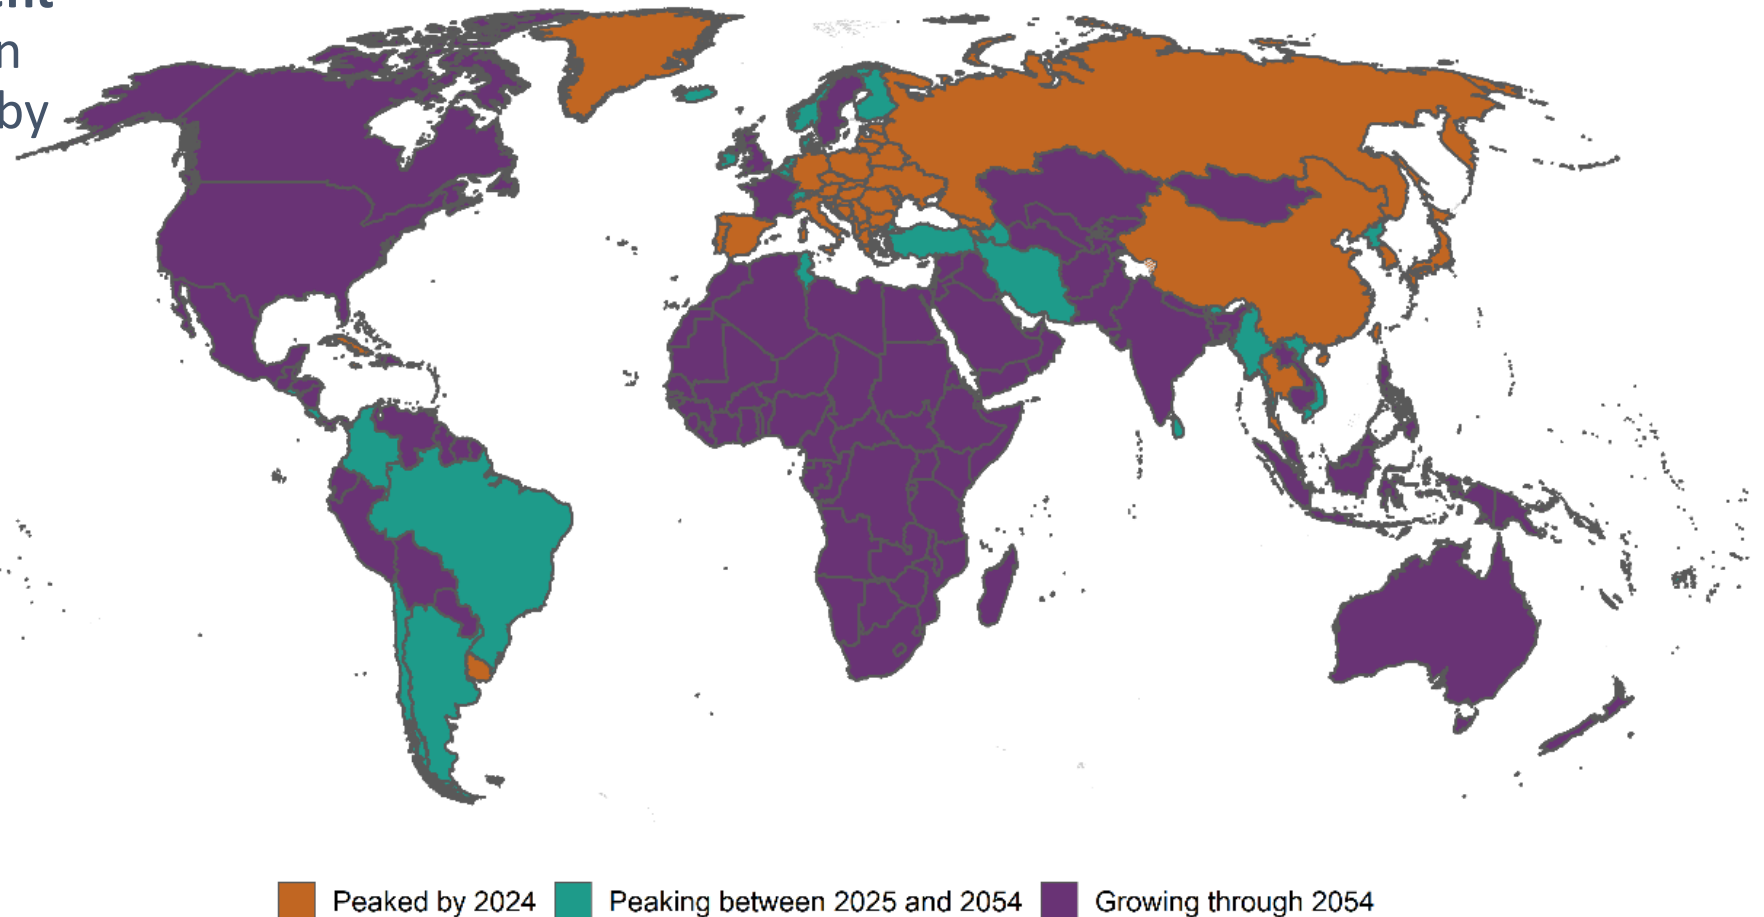 n
by
Peaked by 2024
Peaking between 2025 and 2054
Growing through 2054